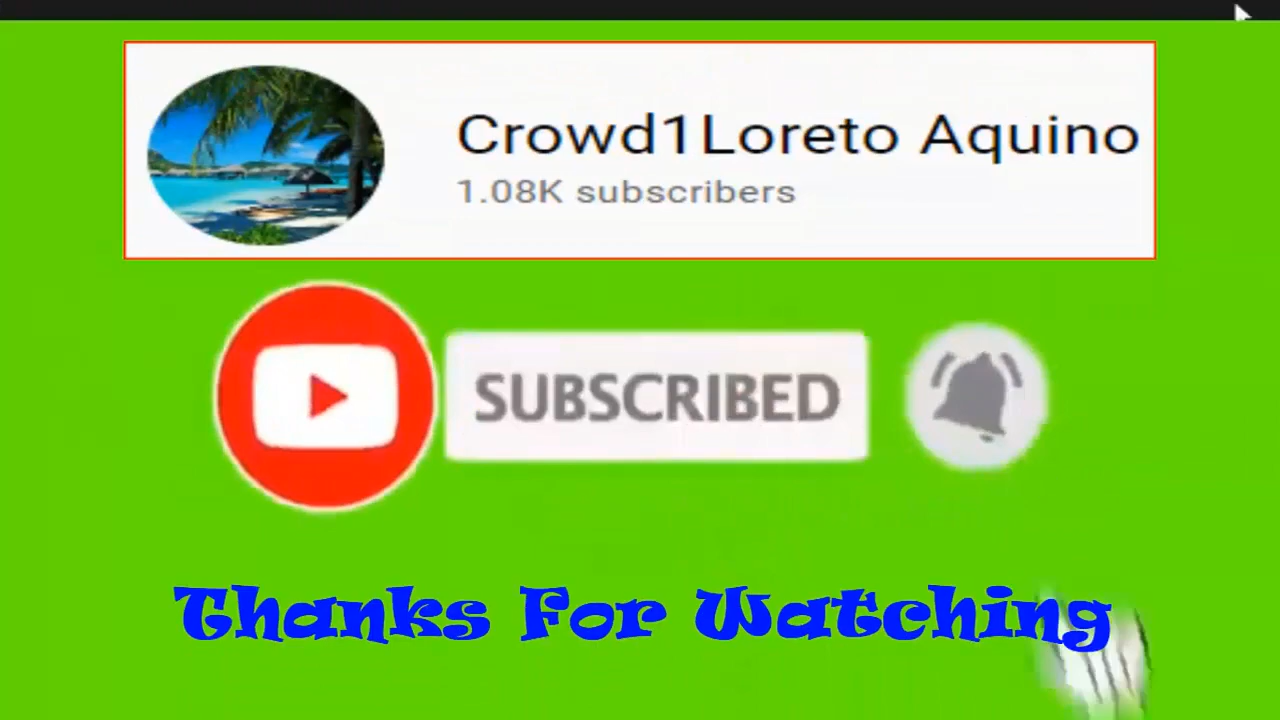 Crowd1Loreto Aquino
1.08K subscribers
SUBSCRIBED
Thanks For Watching